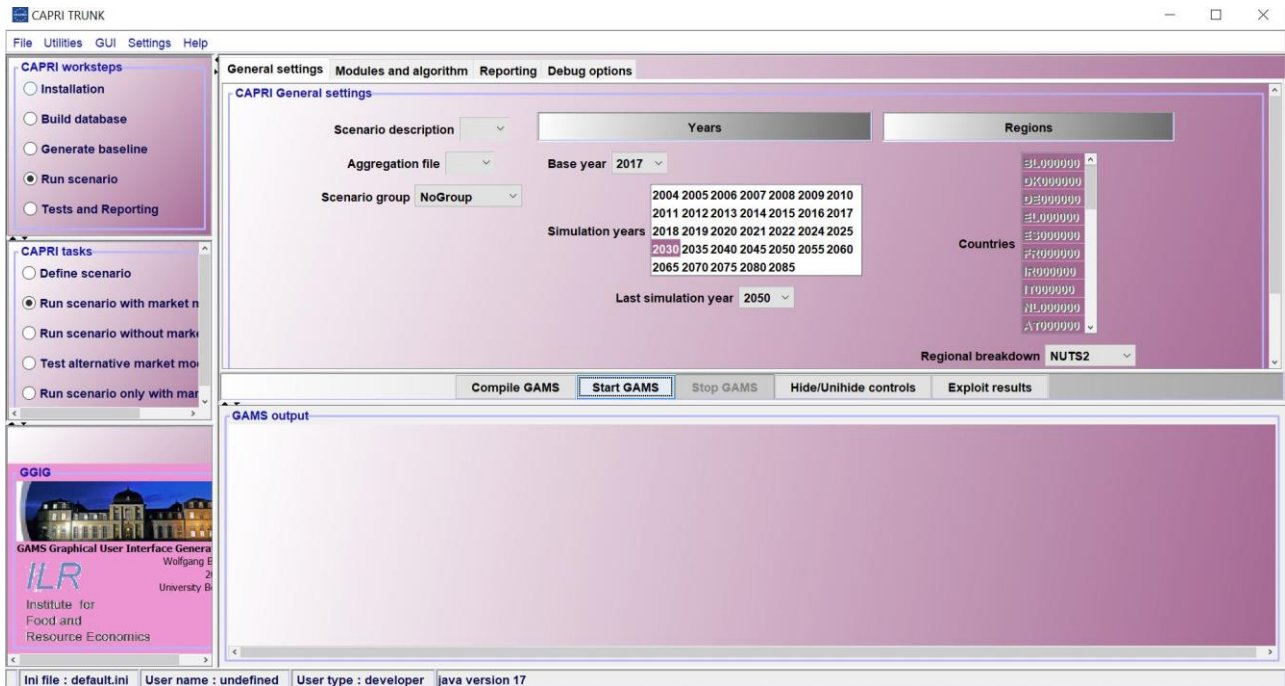 CAPRI TRUNK
File Utilities GUI Settings Help
CAPRI worksteps
Installation
Build database
Generate baseline
Run scenario
Tests and Reporting
CAPRI tasks
Define scenario
Run scenario with market m
Run scenario without mark
Test alternative market mo
Run scenario only with mar
GGIG
GAMS Graphical User Interface Genera
Wolfgang B
University B
ILR
Institute for
Food and
Resource Economics
General settings Modules and algorithm Reporting Debug options
CAPRI General settings
Scenario description
Aggregation file
Scenario group NoGroup
Years
Base year 2017
Simulation years
2004 2005 2006 2007 2008 2009 2010
2011 2012 2013 2014 2015 2016 2017
2018 2019 2020 2021 2022 2024 2025
2030 2035 2040 2045 2050 2055 2060
2065 2070 2075 2080 2085
Last simulation year 2050
Regions
Countries
BL000000
DK000000
DE000000
EL000000
ES000000
FR000000
IR000000
IT000000
NL000000
AT000000
Regional breakdown NUTS2
Compile GAMS Start GAMS Stop GAMS Hide/Unihide controls Exploit results
GAMS output
Ini file : default.ini User name : undefined User type : developer java version 17